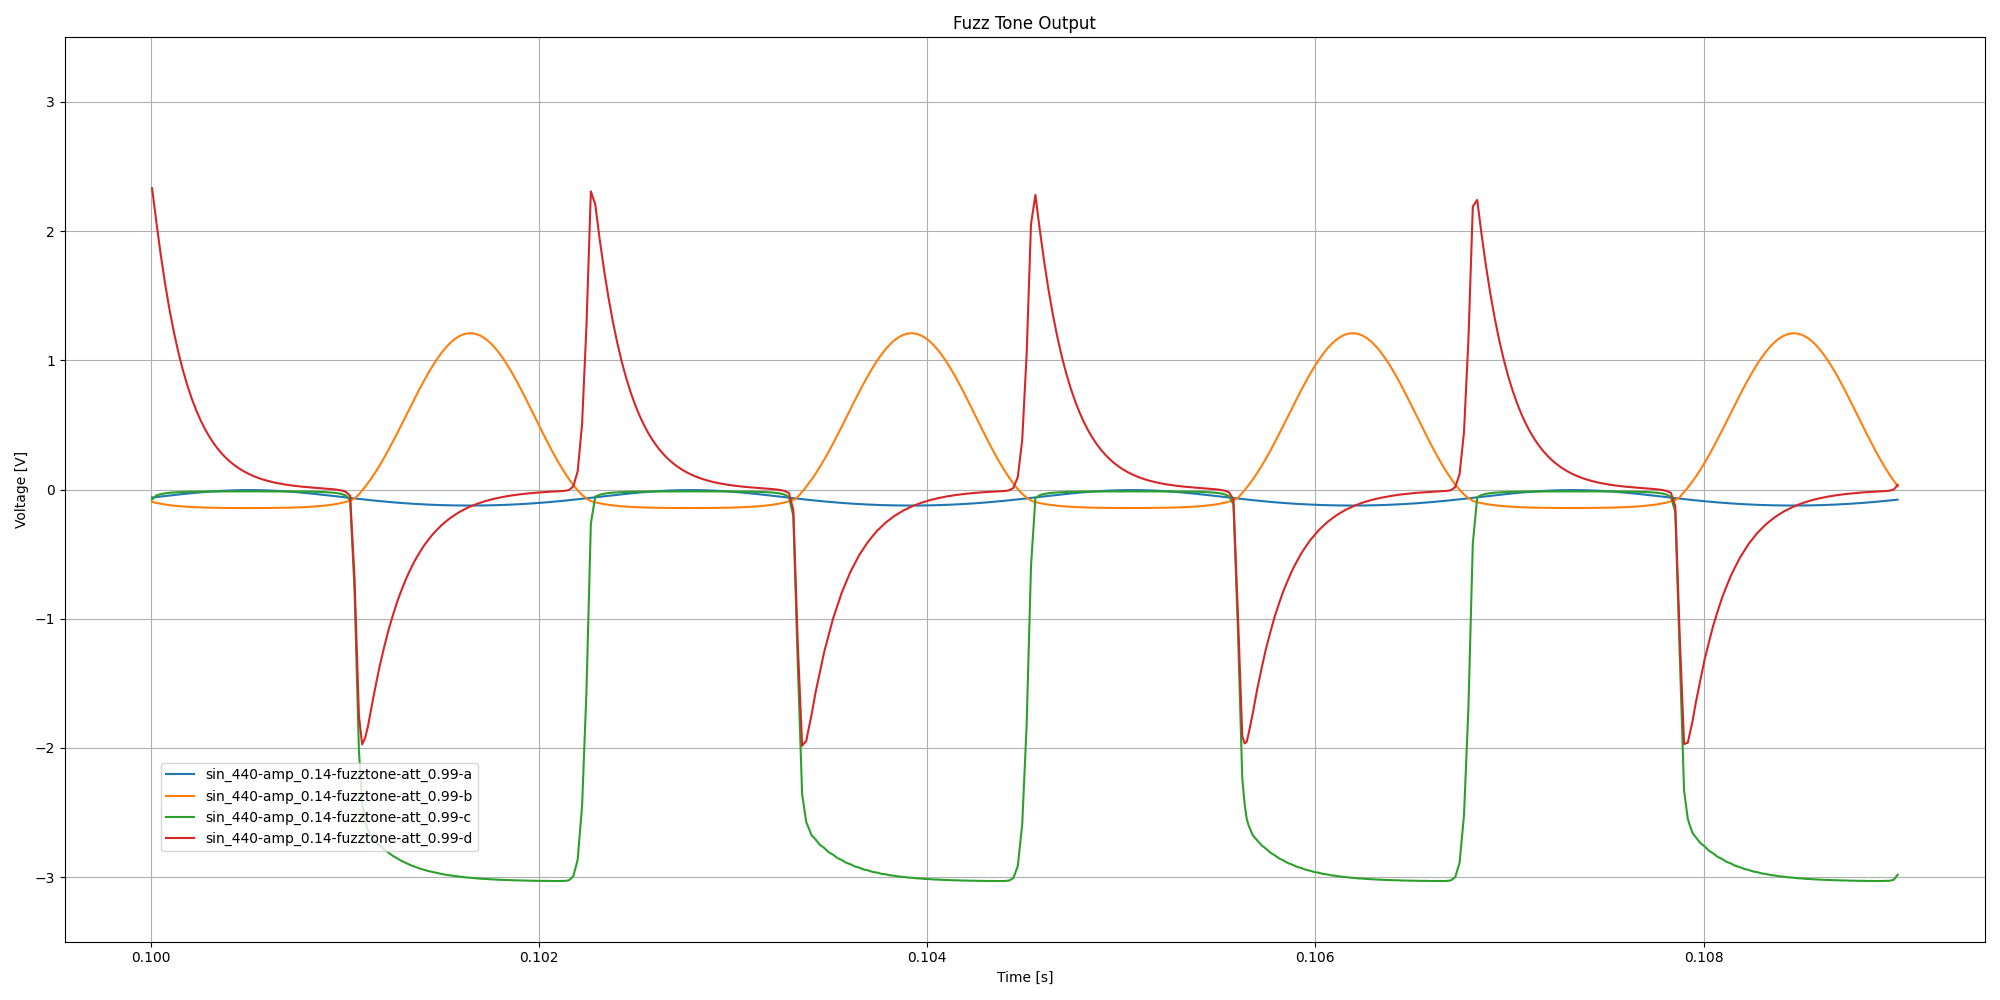 Fuzz Tone Output
Voltage [V]
3
2
1
0
−1
−2
−3
sin_440-amp_0.14-fuzztone-att_0.99-a
sin_440-amp_0.14-fuzztone-att_0.99-b
sin_440-amp_0.14-fuzztone-att_0.99-c
sin_440-amp_0.14-fuzztone-att_0.99-d
0.100 0.102 0.104 0.106 0.108
Time [s]